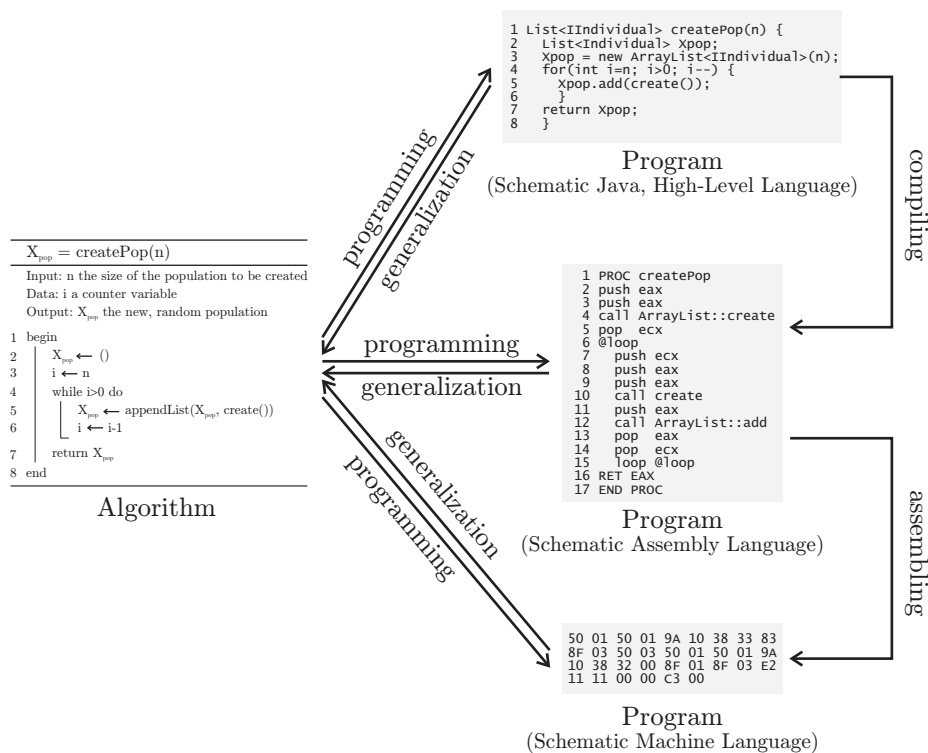 X_pop = createPop(n)
Input: n the size of the population to be created
Data: i a counter variable
Output: X_pop the new, random population
1 begin
2 X_pop ← ()
3 i ← n
4 while i>0 do
5 X_pop ← appendList(X_pop, create())
6 i ← i-1
7 return X_pop
8 end
Algorithm
programming
generalization
programming
generalization
generalization
programming
1 List<IIndividual> createPop(n) {
2 List<Individual> Xpop;
3 Xpop = new ArrayList<IIndividual>(n);
4 for(int i=n; i>0; i--) {
5 Xpop.add(create());
6 }
7 return Xpop;
8 }
Program
(Schematic Java, High-Level Language)
compiling
1 PROC createPop
2 push eax
3 push eax
4 call ArrayList::create
5 pop ecx
6 @loop
7 push ecx
8 push eax
9 push eax
10 call create
11 push eax
12 call ArrayList::add
13 pop eax
14 pop ecx
15 loop @loop
16 RET EAX
17 END PROC
Program
(Schematic Assembly Language)
assembling
50 01 50 01 9A 10 38 33 83
8F 03 50 03 50 01 50 01 9A
10 38 32 00 8F 01 8F 03 E2
11 11 00 00 C3 00
Program
(Schematic Machine Language)